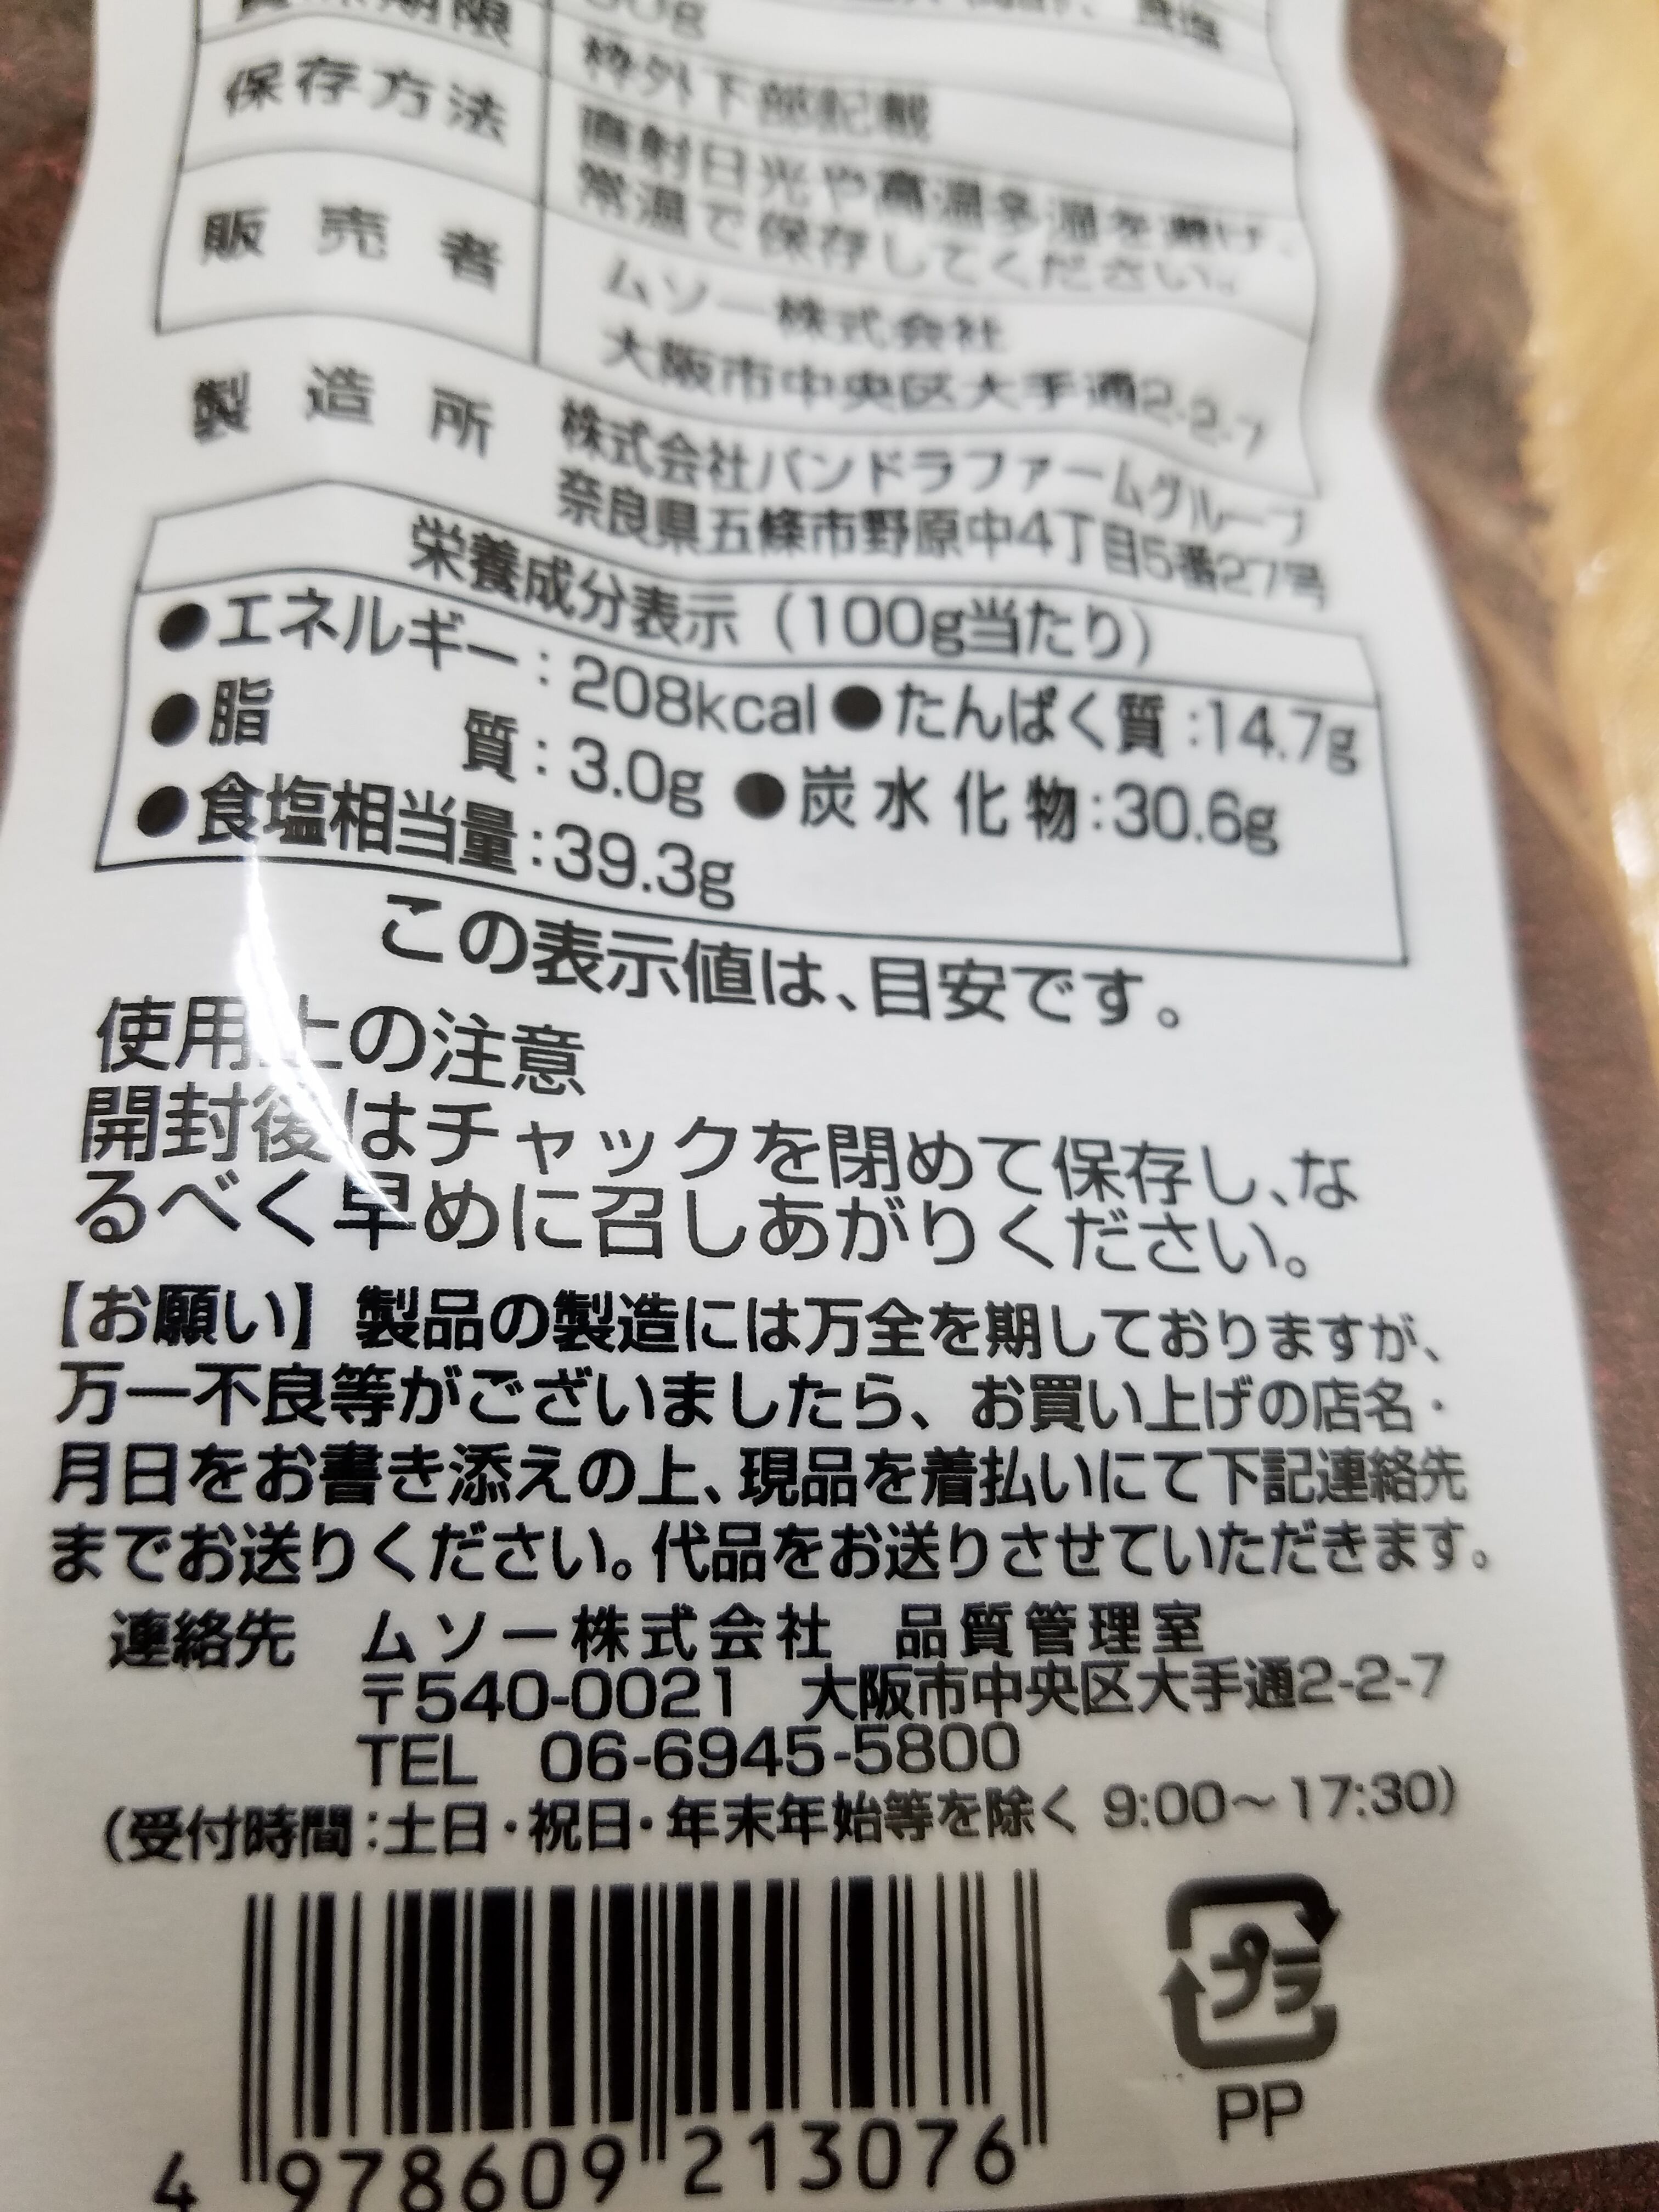 食塩
期限
0g
枠外下部記載
保存方法
直射日光や高温多湿を避け、
常温で保存してください。
販売者
ムソー株式会社
大阪市中央区大手通2-2-7
製造所
株式会社パンドラファームグループ
奈良県五條市野原中4丁目5番27号
栄養成分表示（100g当たり）
●エネルギー：208kcal●たんぱく質：14.7g
●脂質：3.0g●炭水化物：30.6g
●食塩相当量：39.3g
この表示値は、目安です。
使用上の注意
開封後はチャックを閉めて保存し、な
るべく早めに召しあがりください。
【お願い】製品の製造には万全を期しておりますが、
万一不良等がございましたら、お買い上げの店名・
月日をお書き添えの上、現品を着払いにて下記連絡先
までお送りください。代品をお送りさせていただきます。
連絡先 ムソー株式会社 品質管理室
〒540-0021 大阪市中央区大手通2-2-7
TEL 06-6945-5800
（受付時間：土日・祝日・年末年始等を除く 9:00～17:30）
プラ
PP
4 978609 213076